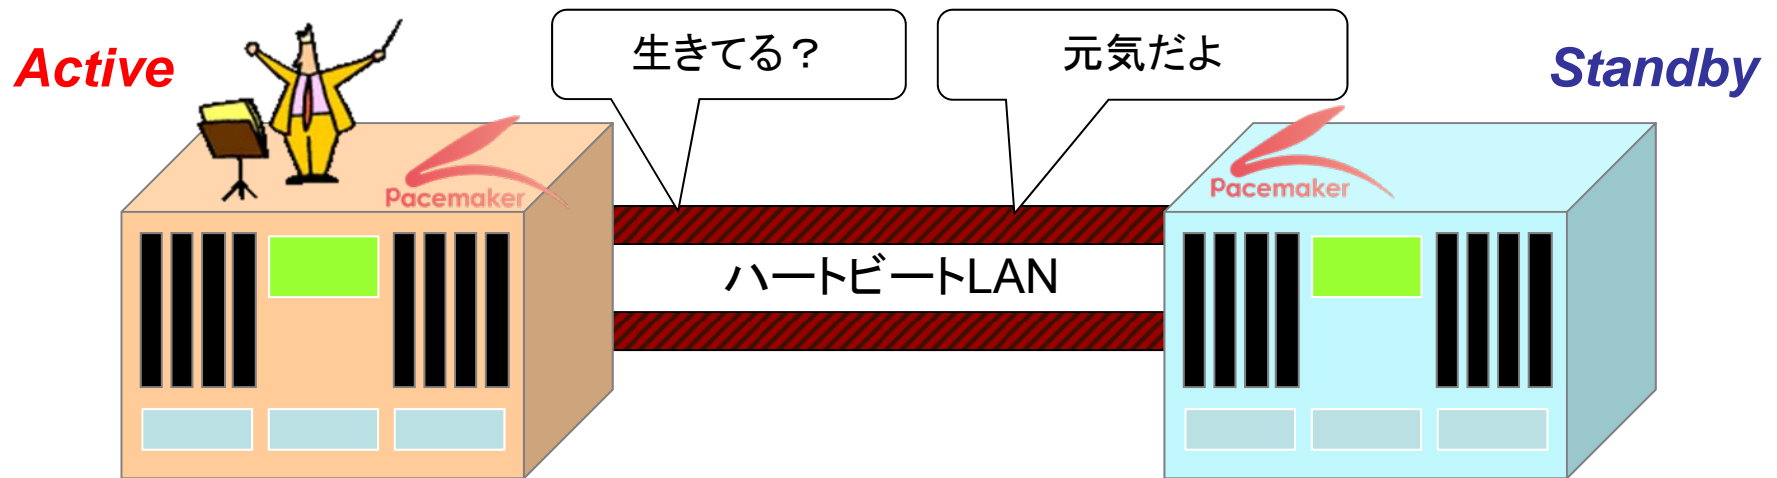 Active
生きてる？
元気だよ
Standby
Pacemaker
Pacemaker
ハートビートLAN